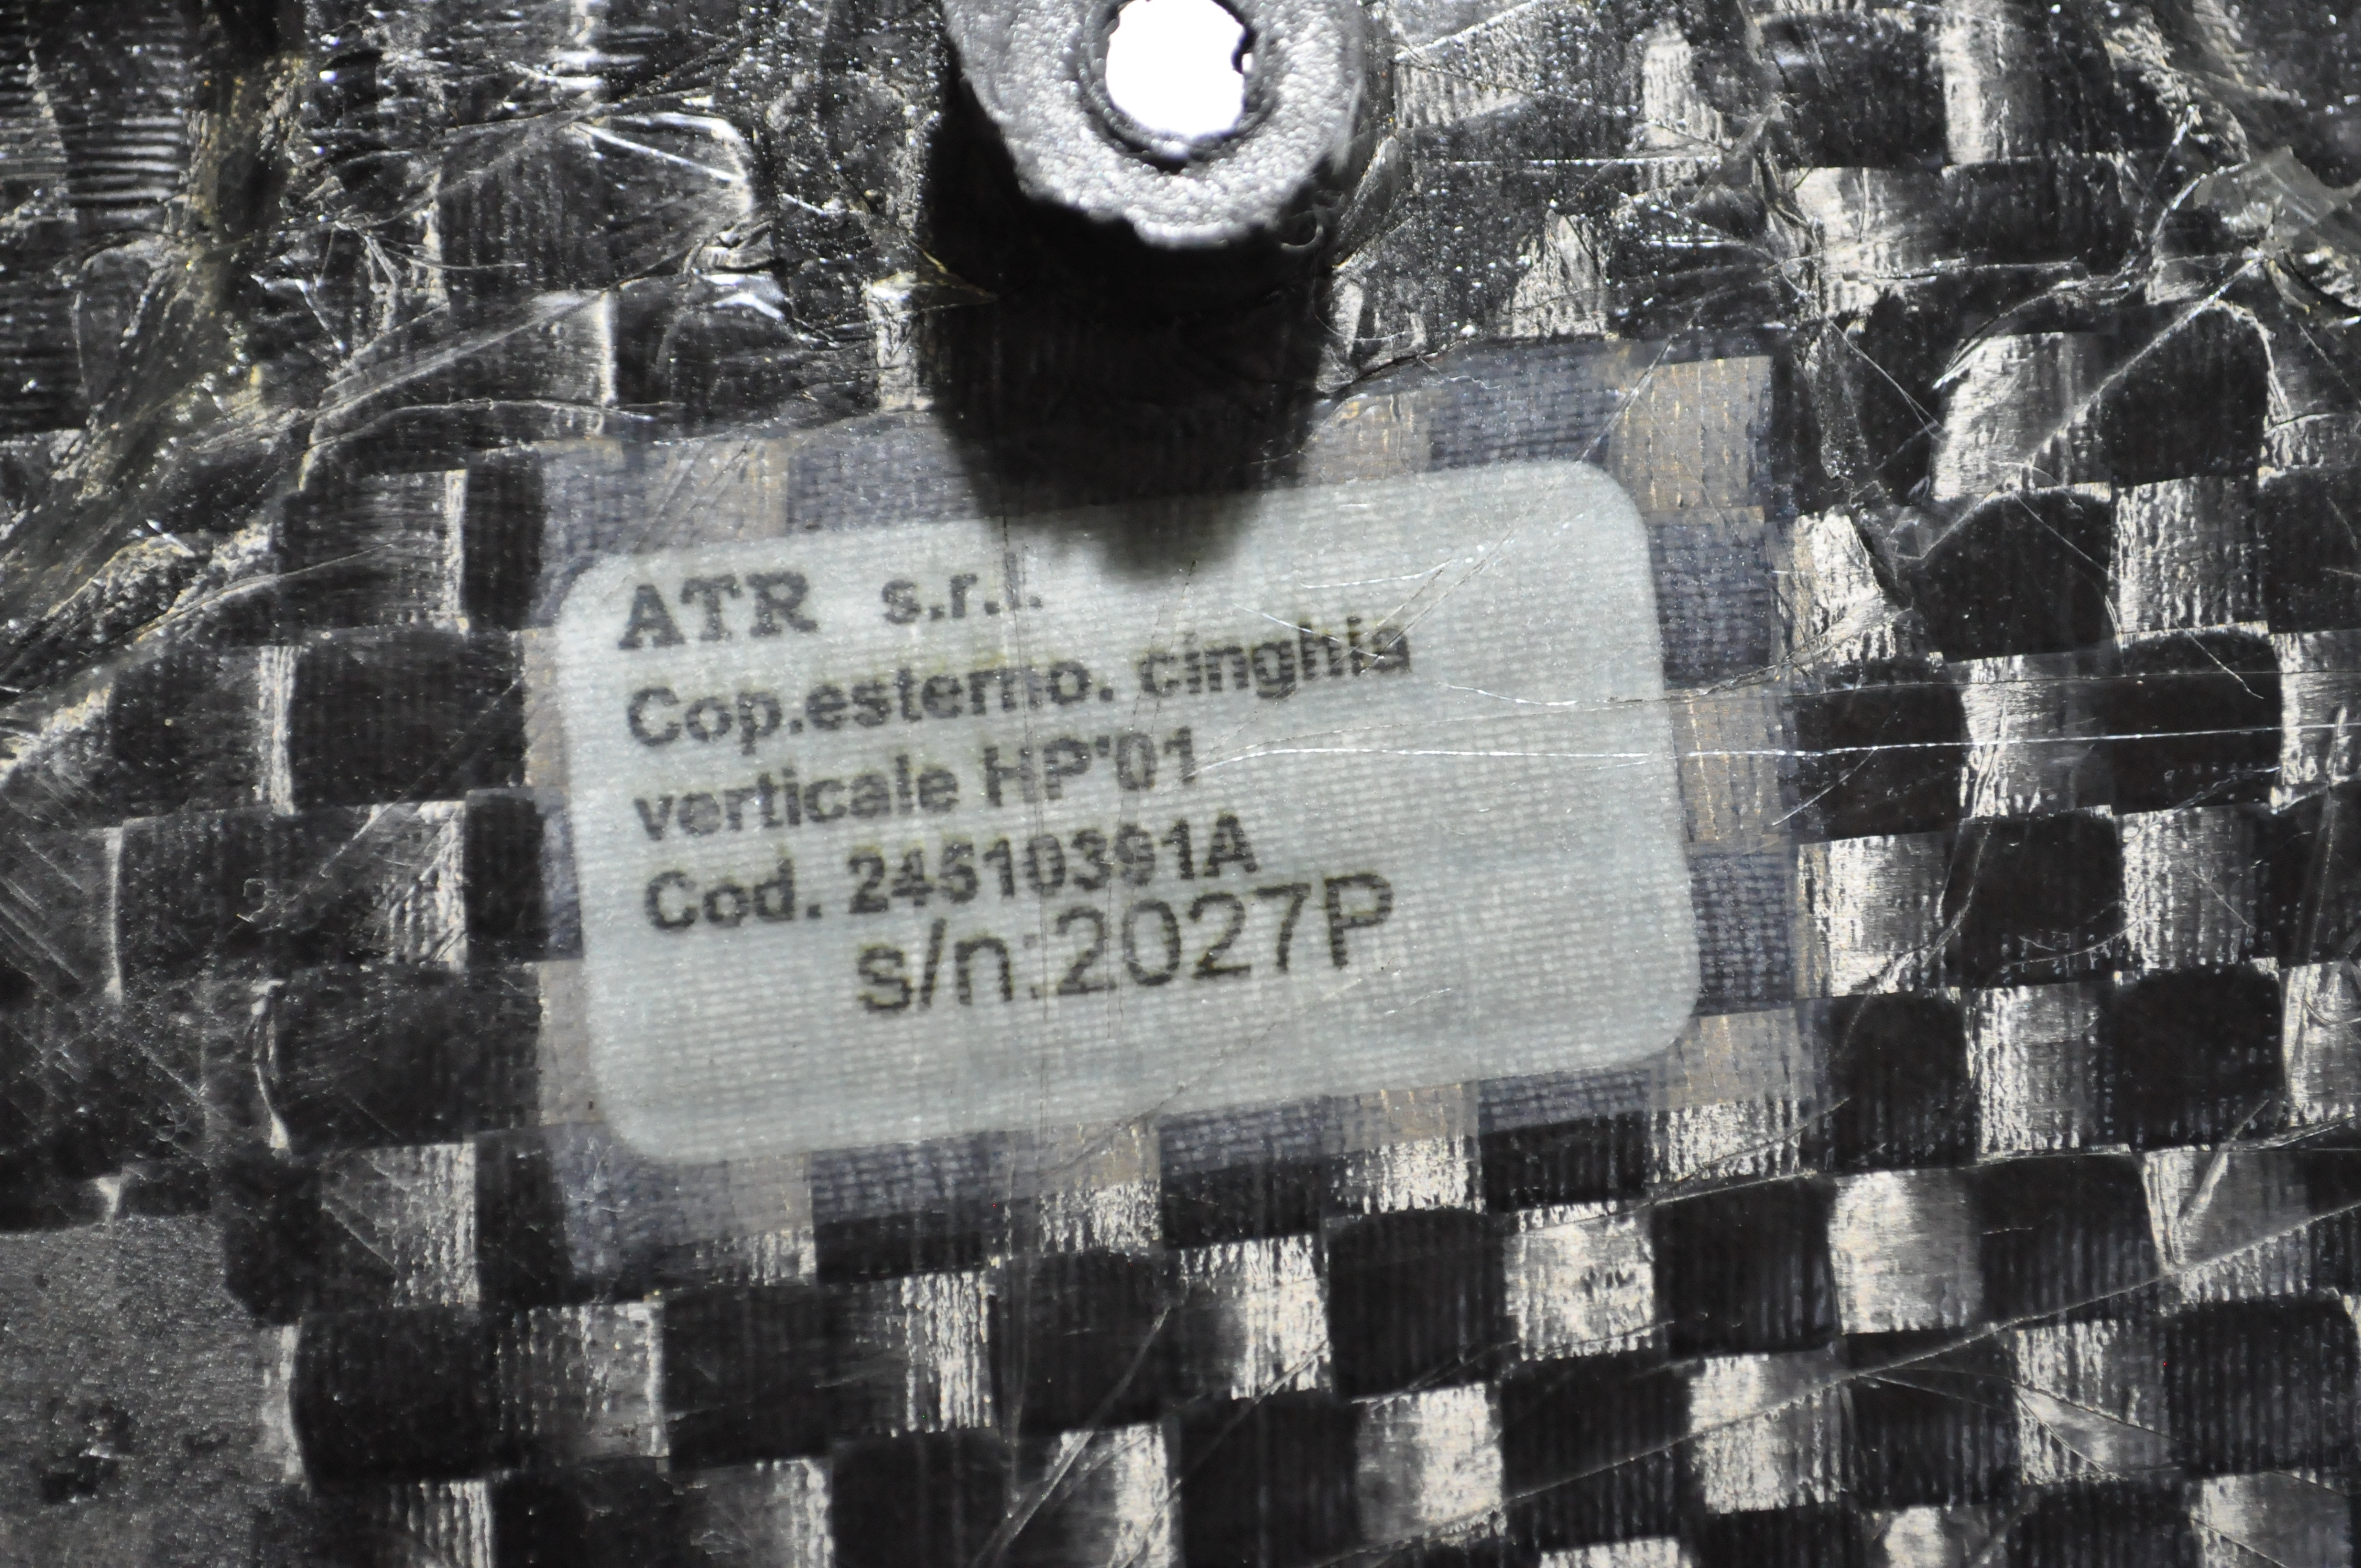 ATR s.r.l.
Cop.esterno. cinghia
verticale HP'01
Cod. 24510391A
s/n:2027P